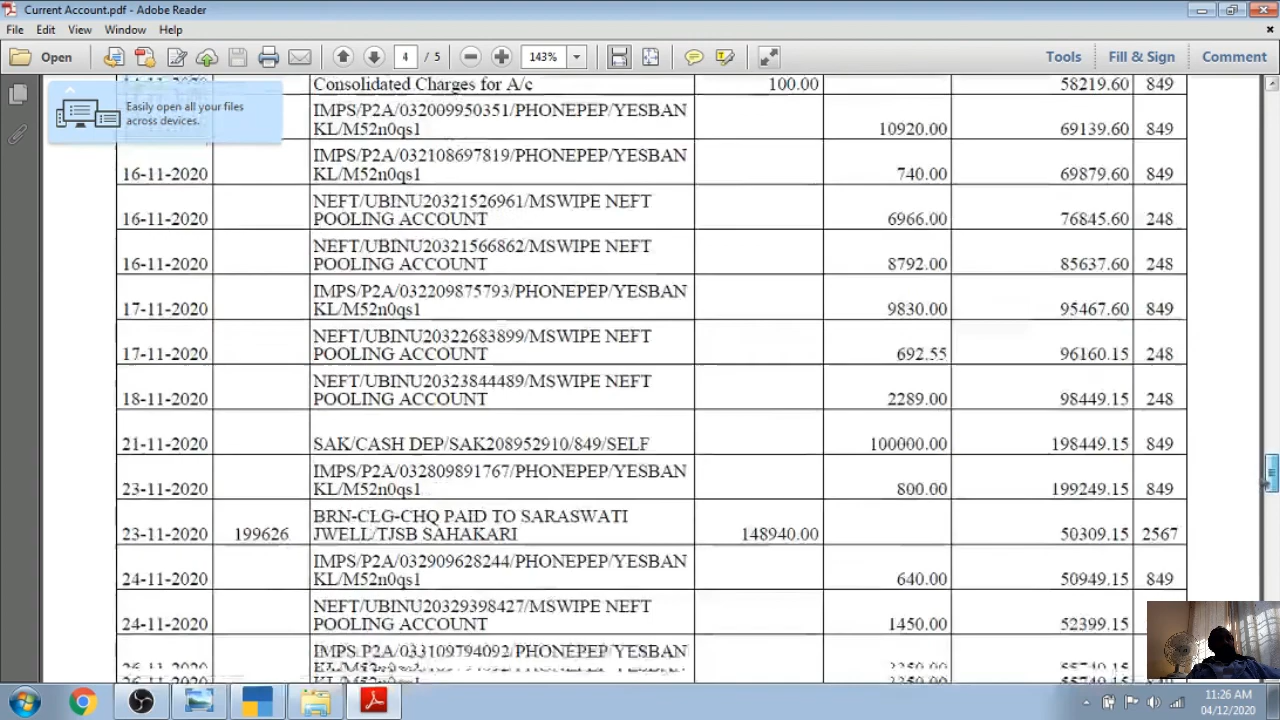 Current Account.pdf - Adobe Reader
File Edit View Window Help
Open 4 / 5 143% Tools Fill & Sign Comment
Easily open all your files
across devices.
14-11-2020 Consolidated Charges for A/c 100.00 58219.60 849
IMPS/P2A/032009950351/PHONEPEP/YESBAN
KL/M52n0qs1 10920.00 69139.60 849
IMPS/P2A/032108697819/PHONEPEP/YESBAN
16-11-2020 KL/M52n0qs1 740.00 69879.60 849
NEFT/UBINU20321526961/MSWIPE NEFT
16-11-2020 POOLING ACCOUNT 6966.00 76845.60 248
NEFT/UBINU20321566862/MSWIPE NEFT
16-11-2020 POOLING ACCOUNT 8792.00 85637.60 248
IMPS/P2A/032209875793/PHONEPEP/YESBAN
17-11-2020 KL/M52n0qs1 9830.00 95467.60 849
NEFT/UBINU20322683899/MSWIPE NEFT
17-11-2020 POOLING ACCOUNT 692.55 96160.15 248
NEFT/UBINU20323844489/MSWIPE NEFT
18-11-2020 POOLING ACCOUNT 2289.00 98449.15 248
21-11-2020 SAK/CASH DEP/SAK208952910/849/SELF 100000.00 198449.15 849
IMPS/P2A/032809891767/PHONEPEP/YESBAN
23-11-2020 KL/M52n0qs1 800.00 199249.15 849
BRN-CLG-CHQ PAID TO SARASWATI
23-11-2020 199626 JWELL/TJSB SAHAKARI 148940.00 50309.15 2567
IMPS/P2A/032909628244/PHONEPEP/YESBAN
24-11-2020 KL/M52n0qs1 640.00 50949.15 849
NEFT/UBINU20329398427/MSWIPE NEFT
24-11-2020 POOLING ACCOUNT 1450.00 52399.15
IMPS P2A/033109794092/PHONEPEP/YESBAN
11:26 AM
04/12/2020